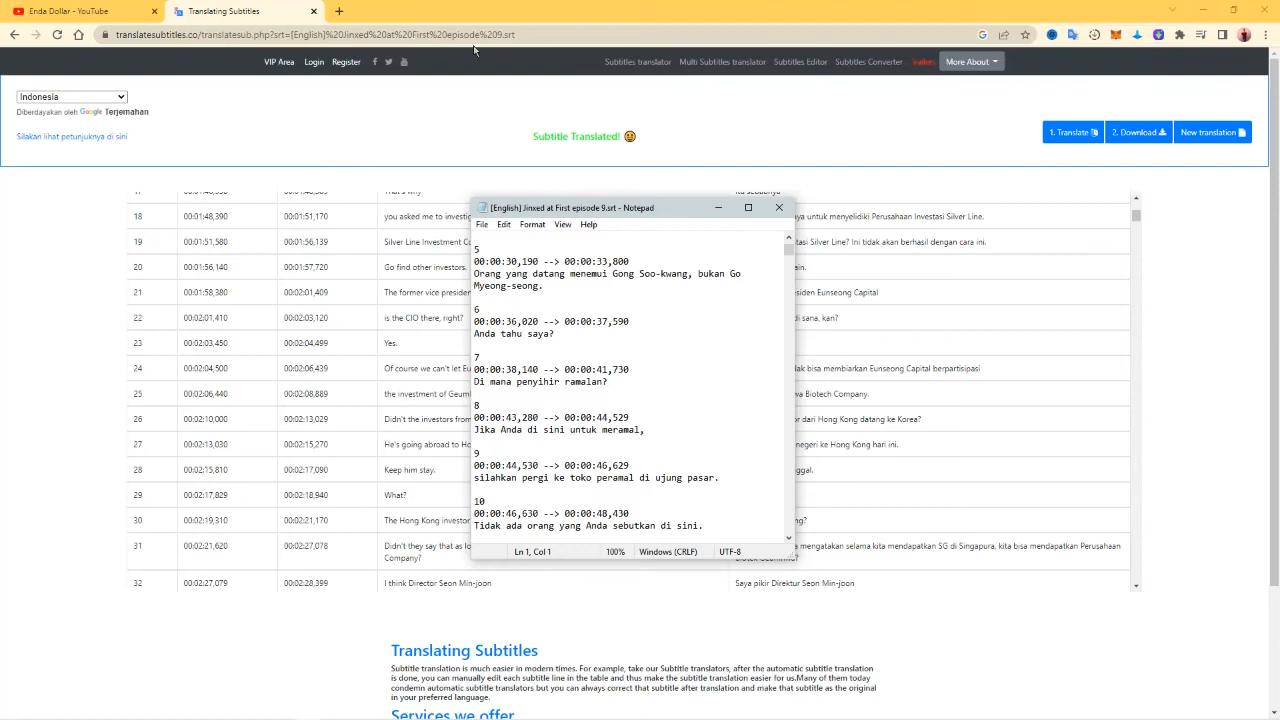 Enda Dollar - YouTube
Translating Subtitles
translatesubtitles.co/translatesub.php?srt=[English]%20Jinxed%20at%20First%20episode%209.srt
VIP Area Login Register
Subtitles translator Multi Subtitles translator Subtitles Editor Subtitles Converter Trailers More About
Indonesia
Diberdayakan oleh Google Terjemahan
Silakan lihat petunjuknya di sini
Subtitle Translated!
1. Translate 2. Download New translation
18 00:01:48,390 00:01:51,170 you asked me to investi
ya untuk menyelidiki Perusahaan Investasi Silver Line.
19 00:01:51,580 00:01:56,139 Silver Line Investment Co
tasi Silver Line? Ini tidak akan berhasil dengan cara ini.
20 00:01:56,140 00:01:57,720 Go find other investors.
ain.
21 00:01:58,380 00:02:01,409 The former vice presiden
siden Eunseong Capital
22 00:02:01,410 00:02:03,120 is the CIO there, right?
di sana, kan?
23 00:02:03,450 00:02:04,499 Yes.
24 00:02:04,500 00:02:06,439 Of course we can't let Eu
dak bisa membiarkan Eunseong Capital berpartisipasi
25 00:02:06,440 00:02:08,889 the investment of Geum
wa Biotech Company.
26 00:02:10,000 00:02:13,029 Didn't the investors from
or dari Hong Kong datang ke Korea?
27 00:02:13,030 00:02:15,270 He's going abroad to Ho
negeri ke Hong Kong hari ini.
28 00:02:15,810 00:02:17,090 Keep him stay.
ggal.
29 00:02:17,829 00:02:18,940 What?
30 00:02:19,310 00:02:21,170 The Hong Kong investor
g?
31 00:02:21,620 00:02:27,078 Didn't they say that as lo
Company?
a mengatakan selama kita mendapatkan SG di Singapura, kita bisa mendapatkan Perusahaan
32 00:02:27,079 00:02:28,399 I think Director Seon Min-joon Saya pikir Direktur Seon Min-joon
[English] Jinxed at First episode 9.srt - Notepad
File Edit Format View Help
5
00:00:30,190 --> 00:00:33,800
Orang yang datang menemui Gong Soo-kwang, bukan Go
Myeong-seong.
6
00:00:36,020 --> 00:00:37,590
Anda tahu saya?
7
00:00:38,140 --> 00:00:41,730
Di mana penyihir ramalan?
8
00:00:43,280 --> 00:00:44,529
Jika Anda di sini untuk meramal,
9
00:00:44,530 --> 00:00:46,629
silahkan pergi ke toko peramal di ujung pasar.
10
00:00:46,630 --> 00:00:48,430
Tidak ada orang yang Anda sebutkan di sini.
Ln 1, Col 1 100% Windows (CRLF) UTF-8
Translating Subtitles
Subtitle translation is much easier in modern times. For example, take our Subtitle translators, after the automatic subtitle translation
is done, you can manually edit each subtitle line in the table and thus make the subtitle translation easier for us.Many of them today
condemn automatic subtitle translators but you can always correct that subtitle after translation and make that subtitle as the original
in your preferred language.
Services we offer